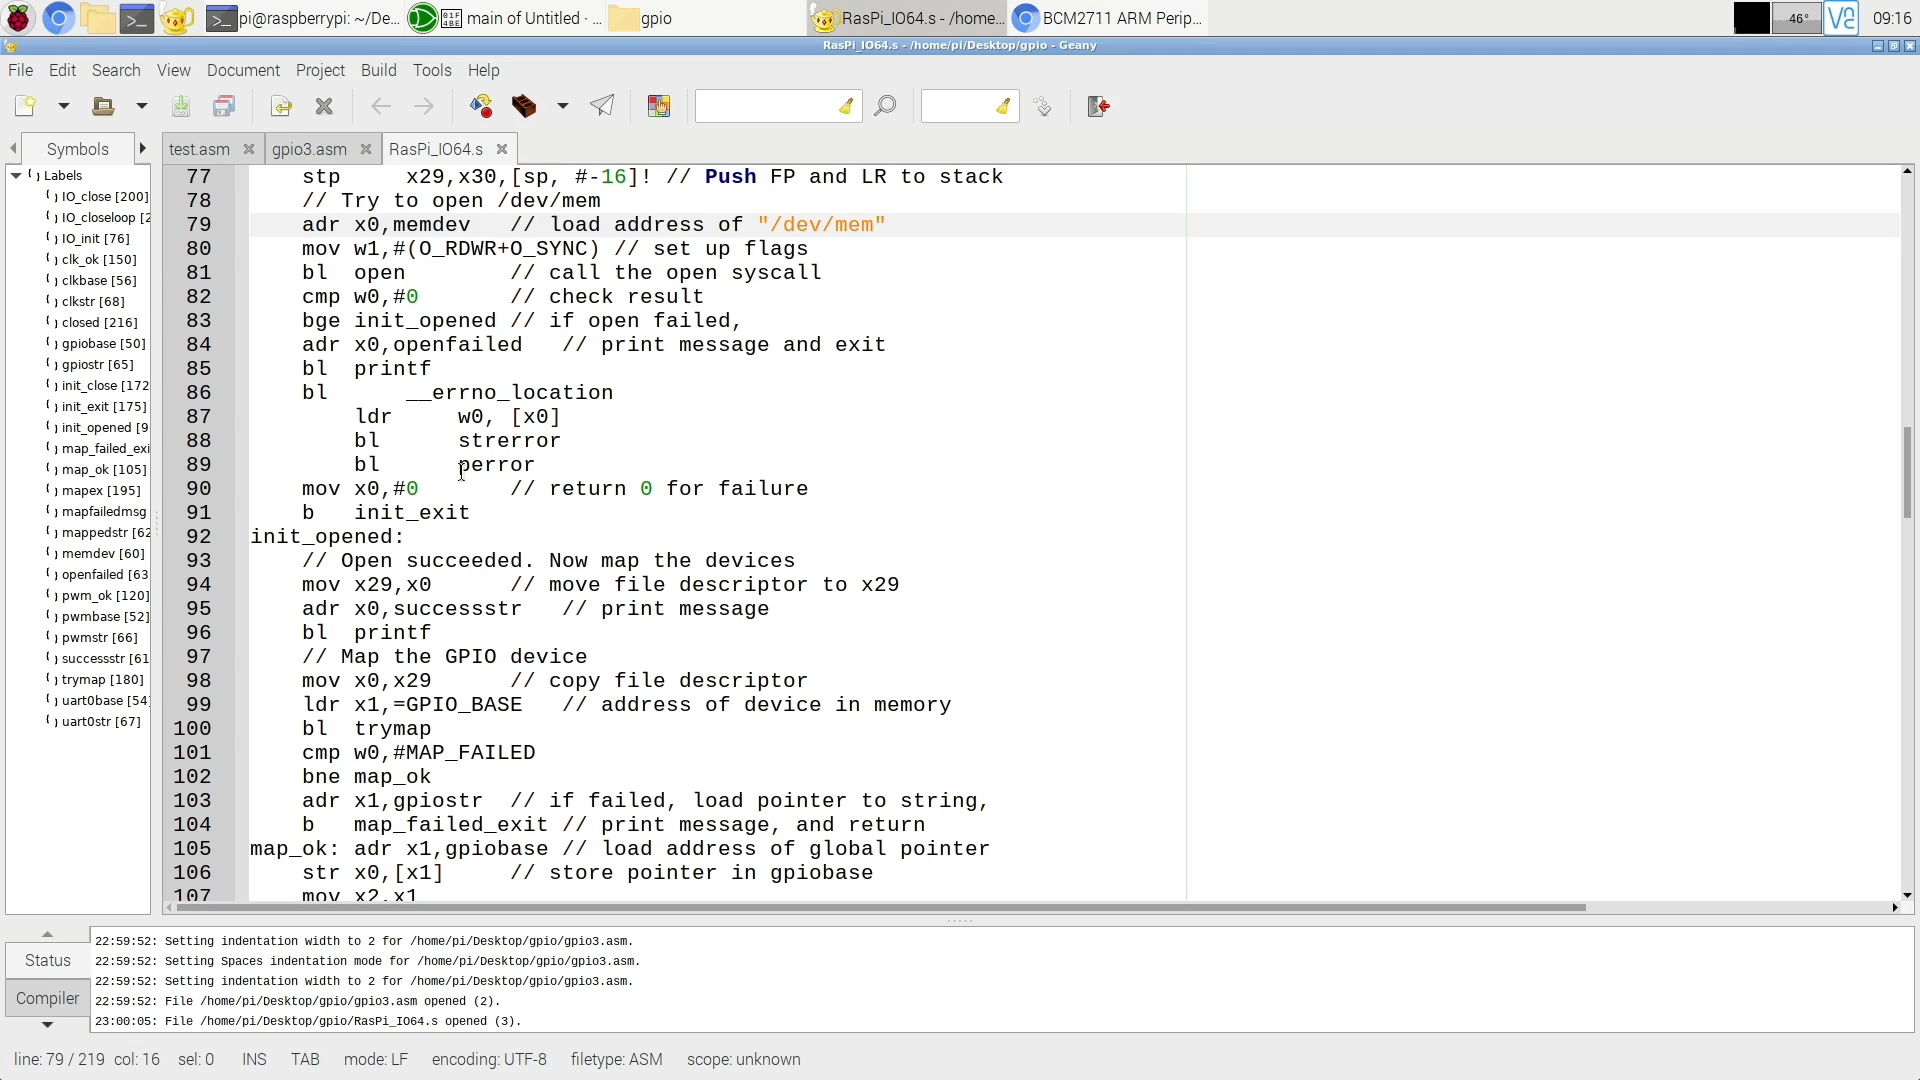 pi@raspberrypi: ~/De...
main of Untitled · ...
gpio
RasPi_IO64.s - /home...
BCM2711 ARM Perip...
46°
V2
09:16
RasPi_IO64.s - /home/pi/Desktop/gpio - Geany
File Edit Search View Document Project Build Tools Help
Symbols
test.asm
gpio3.asm
RasPi_IO64.s
Labels
IO_close [200]
IO_closeloop [2
IO_init [76]
clk_ok [150]
clkbase [56]
clkstr [68]
closed [216]
gpiobase [50]
gpiostr [65]
init_close [172
init_exit [175]
init_opened [9
map_failed_exi
map_ok [105]
mapex [195]
mapfailedmsg
mappedstr [62
memdev [60]
openfailed [63
pwm_ok [120]
pwmbase [52]
pwmstr [66]
successstr [61
trymap [180]
uart0base [54
uart0str [67]
77 stp x29,x30,[sp, #-16]! // Push FP and LR to stack
78 // Try to open /dev/mem
79 adr x0,memdev // load address of "/dev/mem"
80 mov w1,#(O_RDWR+O_SYNC) // set up flags
81 bl open // call the open syscall
82 cmp w0,#0 // check result
83 bge init_opened // if open failed,
84 adr x0,openfailed // print message and exit
85 bl printf
86 bl __errno_location
87 ldr w0, [x0]
88 bl strerror
89 bl perror
90 mov x0,#0 // return 0 for failure
91 b init_exit
92 init_opened:
93 // Open succeeded. Now map the devices
94 mov x29,x0 // move file descriptor to x29
95 adr x0,successstr // print message
96 bl printf
97 // Map the GPIO device
98 mov x0,x29 // copy file descriptor
99 ldr x1,=GPIO_BASE // address of device in memory
100 bl trymap
101 cmp w0,#MAP_FAILED
102 bne map_ok
103 adr x1,gpiostr // if failed, load pointer to string,
104 b map_failed_exit // print message, and return
105 map_ok: adr x1,gpiobase // load address of global pointer
106 str x0,[x1] // store pointer in gpiobase
107 mov x2,x1
Status
Compiler
22:59:52: Setting indentation width to 2 for /home/pi/Desktop/gpio/gpio3.asm.
22:59:52: Setting Spaces indentation mode for /home/pi/Desktop/gpio/gpio3.asm.
22:59:52: Setting indentation width to 2 for /home/pi/Desktop/gpio/gpio3.asm.
22:59:52: File /home/pi/Desktop/gpio/gpio3.asm opened (2).
23:00:05: File /home/pi/Desktop/gpio/RasPi_IO64.s opened (3).
line: 79 / 219 col: 16 sel: 0 INS TAB mode: LF encoding: UTF-8 filetype: ASM scope: unknown